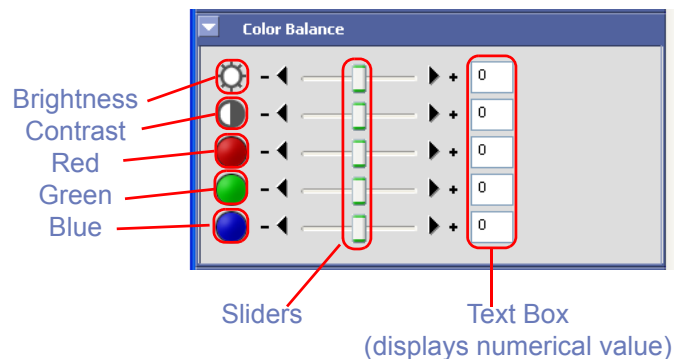 Color Balance
Brightness - + 0
Contrast - + 0
Red - + 0
Green - + 0
Blue - + 0
Sliders Text Box
(displays numerical value)